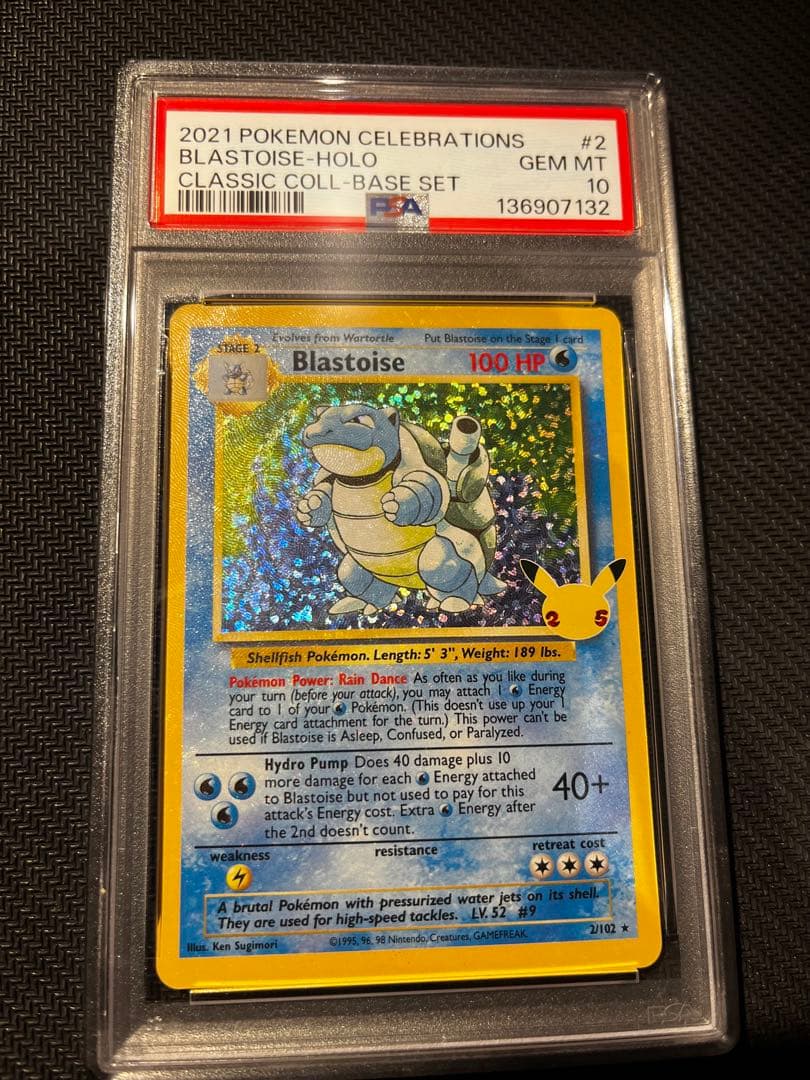 2021 POKEMON CELEBRATIONS #2
BLASTOISE-HOLO GEM MT
CLASSIC COLL-BASE SET 10
PSA 136907132
Evolves from Wartortle Put Blastoise on the Stage 1 card
STAGE 2
Blastoise 100 HP
2 5
Shellfish Pokémon. Length: 5' 3", Weight: 189 lbs.
Pokémon Power: Rain Dance As often as you like during
your turn (before your attack), you may attach 1 Energy
card to 1 of your Pokémon. (This doesn't use up your 1
Energy card attachment for the turn.) This power can't be
used if Blastoise is Asleep, Confused, or Paralyzed.
Hydro Pump Does 40 damage plus 10
more damage for each Energy attached
to Blastoise but not used to pay for this
attack's Energy cost. Extra Energy after
the 2nd doesn't count.
40+
weakness resistance retreat cost
A brutal Pokémon with pressurized water jets on its shell.
They are used for high-speed tackles. LV. 52 #9
Illus. Ken Sugimori ©1995, 96, 98 Nintendo, Creatures, GAMEFREAK. 2/102 ★
PSA